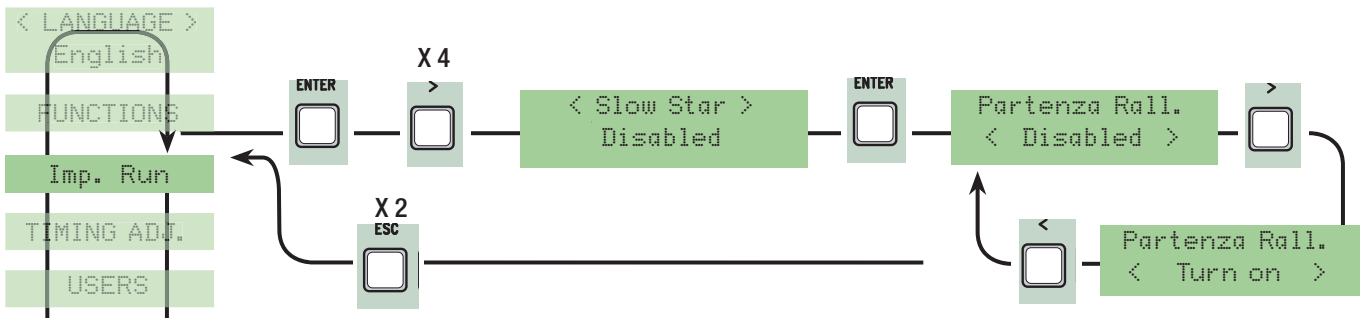 < LANGUAGE >
English
FUNCTIONS
Imp. Run
TIMING ADJ.
USERS
ENTER
X 4
>
< Slow Star >
Disabled
ENTER
Partenza Rall.
< Disabled >
>
X 2
ESC
<
Partenza Rall.
< Turn on >